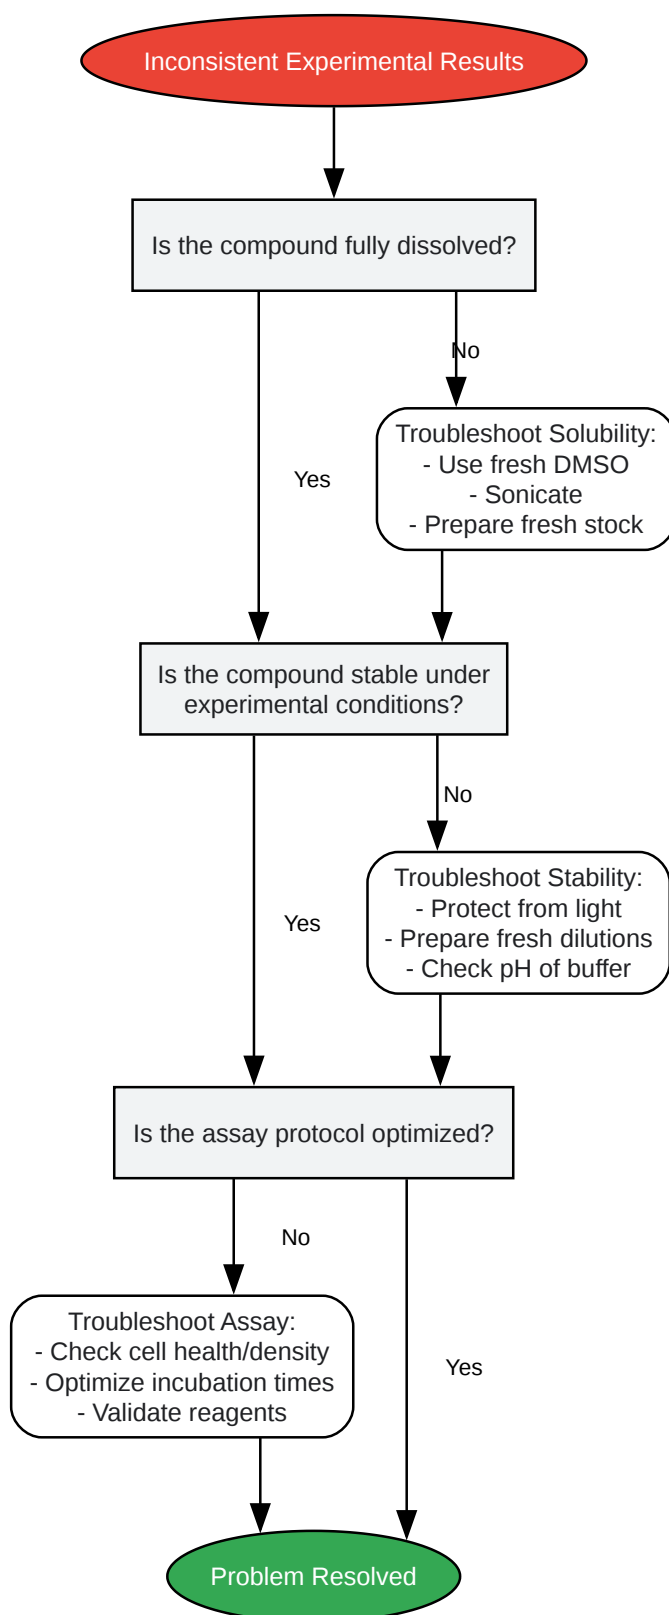 Inconsistent Experimental Results
Is the compound fully dissolved?
No
Troubleshoot Solubility:
- Use fresh DMSO
- Sonicate
- Prepare fresh stock
Yes
Is the compound stable under
experimental conditions?
No
Troubleshoot Stability:
- Protect from light
- Prepare fresh dilutions
- Check pH of buffer
Yes
Is the assay protocol optimized?
No
Troubleshoot Assay:
- Check cell health/density
- Optimize incubation times
- Validate reagents
Yes
Problem Resolved